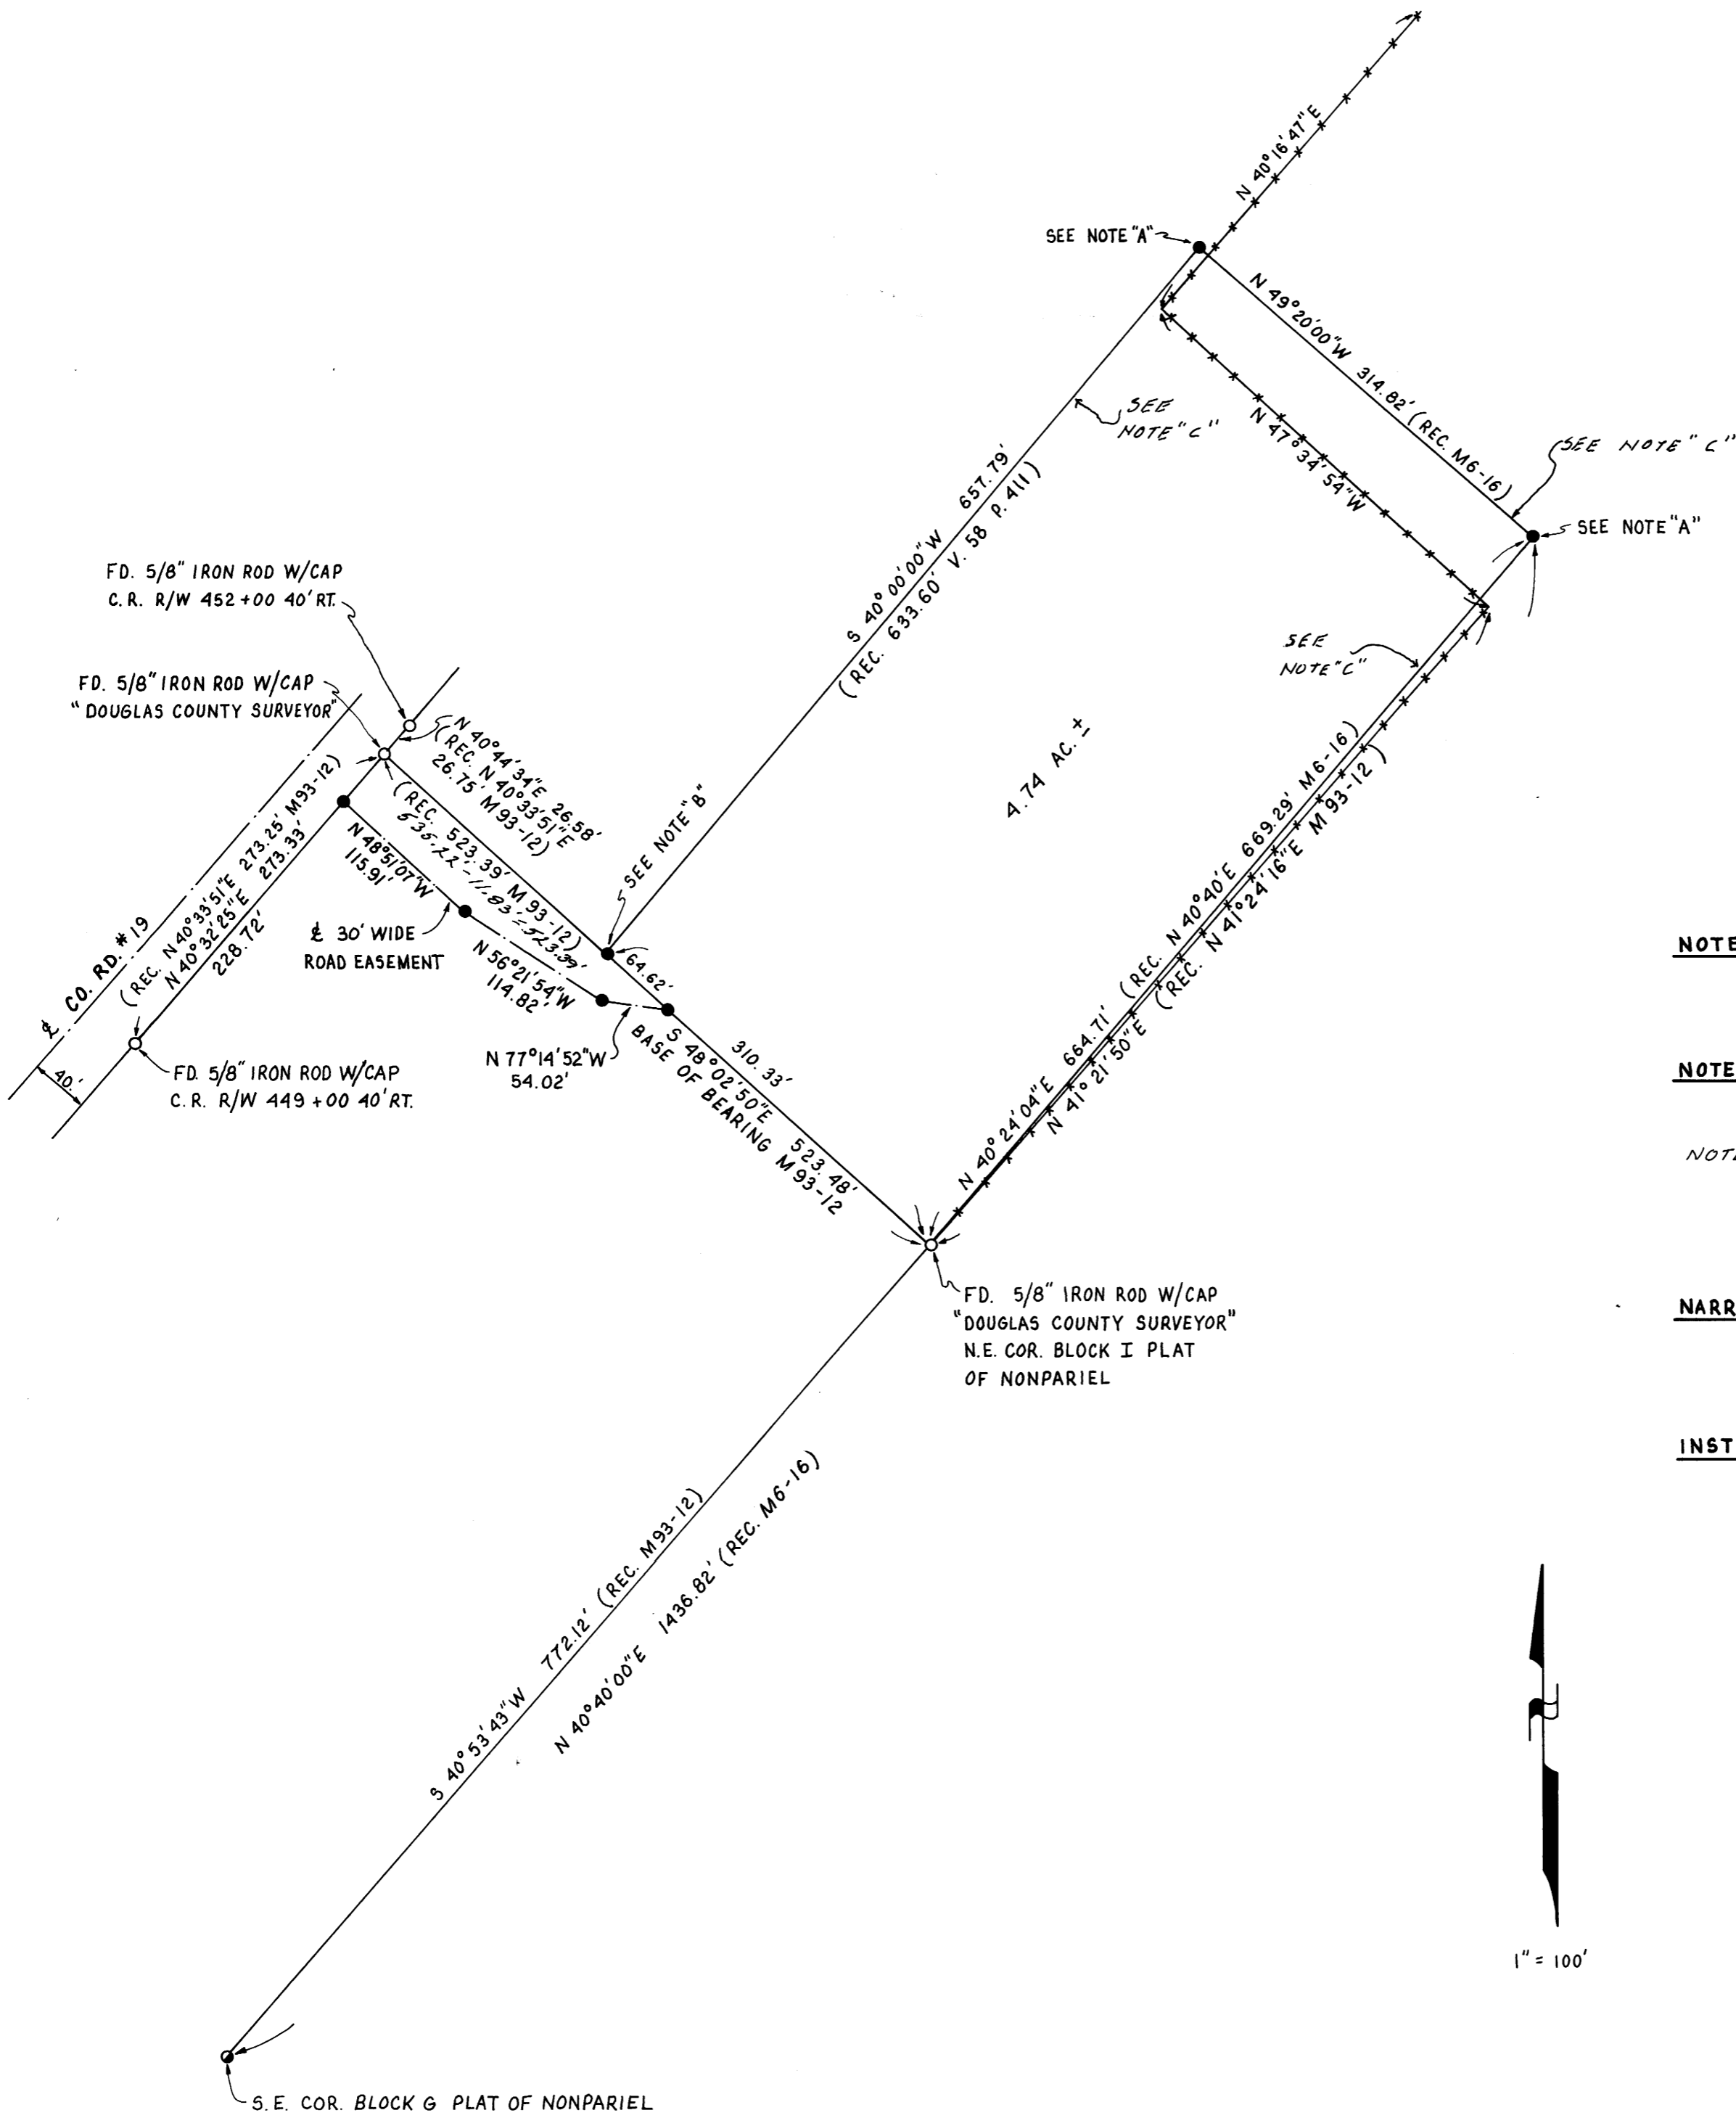 N 40°16'47"E
SEE NOTE "A"
N 49°20'00"W 314.82' (REC. M6-16)
N 47°34'54"W
SEE
NOTE "C"
SEE NOTE "C"
SEE NOTE "A"
S 40°00'00"W 657.79'
(REC. 633.60' V. 58 P. 411)
SEE
NOTE "C"
4.74 AC. ±
FD. 5/8" IRON ROD W/CAP
C.R. R/W 452+00 40' RT.
FD. 5/8" IRON ROD W/CAP
"DOUGLAS COUNTY SURVEYOR"
N 40°44'34"E 26.58'
(REC. N 40°33'51"E
26.75' M93-12)
(REC. 523.39' M93-12)
535.22'-11.83'=523.39'
SEE NOTE "B"
N 48°51'07"W
115.91'
℄ 30' WIDE
ROAD EASEMENT
N 56°21'54"W
114.82'
64.62'
N 77°14'52"W
54.02'
310.33'
S 48°02'50"E 523.48'
BASE OF BEARING M93-12
℄ CO. RD. #19
(REC. N 40°33'51"E 273.25' M93-12)
N 40°32'25"E 273.33'
228.72'
40.'
FD. 5/8" IRON ROD W/CAP
C.R. R/W 449+00 40' RT.
N 40°24'04"E 664.71' (REC. N 40°40'E 669.29' M6-16)
N 41°21'50"E (REC. N 41°24'16"E M93-12)
FD. 5/8" IRON ROD W/CAP
"DOUGLAS COUNTY SURVEYOR"
N.E. COR. BLOCK I PLAT
OF NONPARIEL
NOTE
NOTE
NOTE
NARR
INST
S 40°53'43"W 772.12' (REC. M93-12)
N 40°40'00"E 1436.82' (REC. M6-16)
1" = 100'
S.E. COR. BLOCK G PLAT OF NONPARIEL